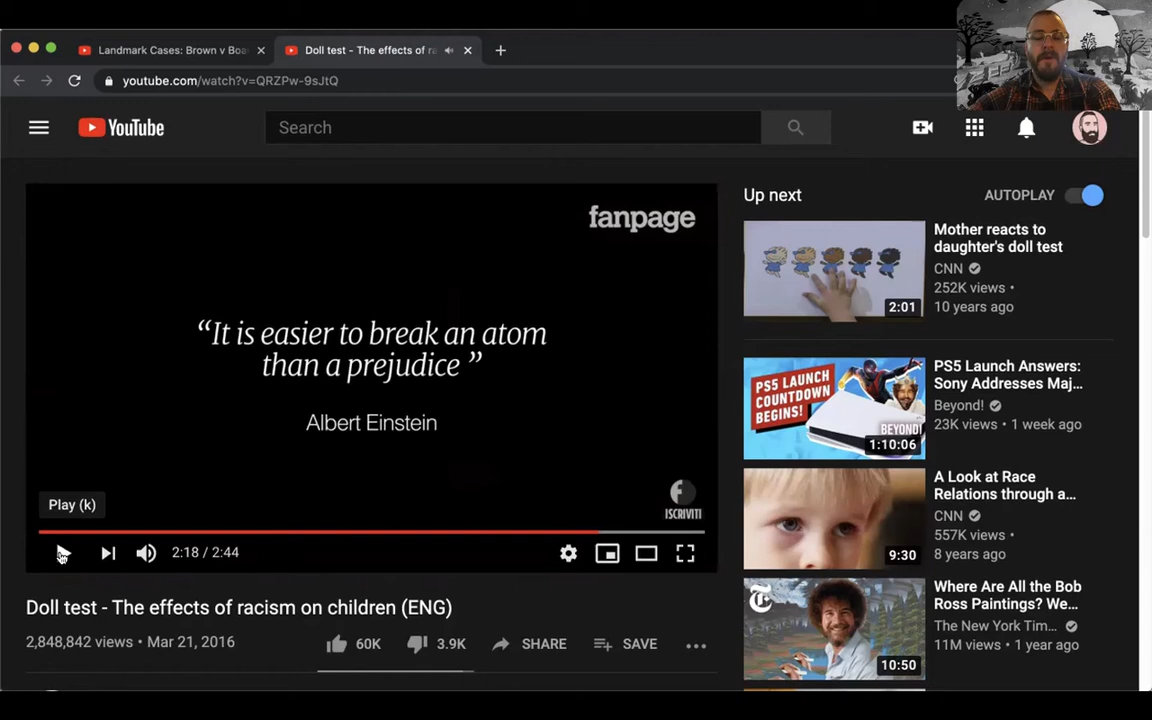 Landmark Cases: Brown v Boa
Doll test - The effects of ra
youtube.com/watch?v=QRZPw-9sJtQ
YouTube
Search
fanpage
“It is easier to break an atom
than a prejudice ”
Albert Einstein
ISCRIVITI
Play (k)
2:18 / 2:44
Doll test - The effects of racism on children (ENG)
2,848,842 views • Mar 21, 2016
60K
3.9K
SHARE
SAVE
Up next
AUTOPLAY
Mother reacts to
daughter's doll test
CNN
252K views •
10 years ago
2:01
PS5 LAUNCH
COUNTDOWN
BEGINS!
BEYOND!
1:10:06
PS5 Launch Answers:
Sony Addresses Maj...
Beyond!
23K views • 1 week ago
A Look at Race
Relations through a...
CNN
557K views •
8 years ago
9:30
Where Are All the Bob
Ross Paintings? We...
The New York Tim...
11M views • 1 year ago
10:50